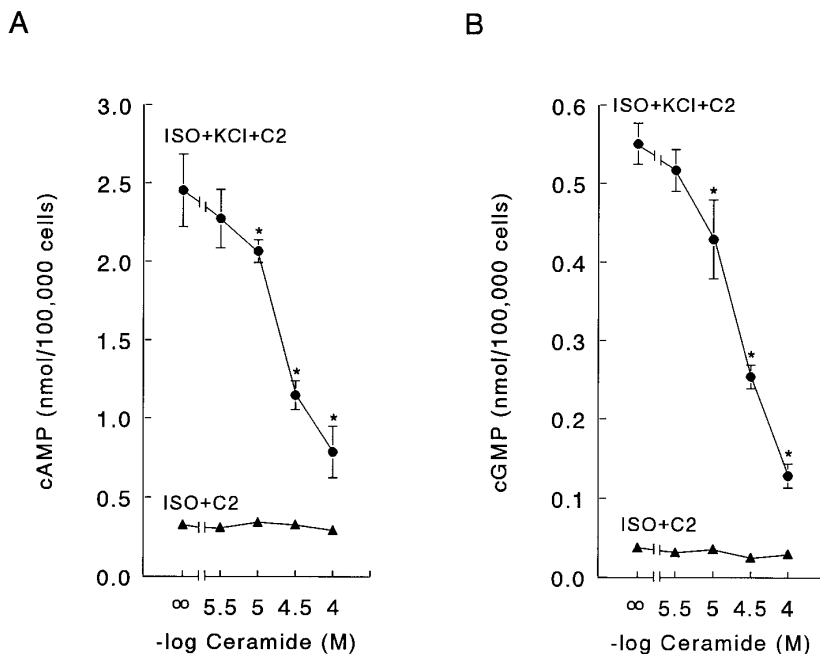 A
cAMP (nmol/100,000 cells)
3.0
2.5
2.0
1.5
1.0
0.5
0.0
ISO+KCl+C2
*
*
*
ISO+C2
∞ 5.5 5 4.5 4
-log Ceramide (M)
B
cGMP (nmol/100,000 cells)
0.6
0.5
0.4
0.3
0.2
0.1
0.0
ISO+KCl+C2
*
*
*
ISO+C2
∞ 5.5 5 4.5 4
-log Ceramide (M)